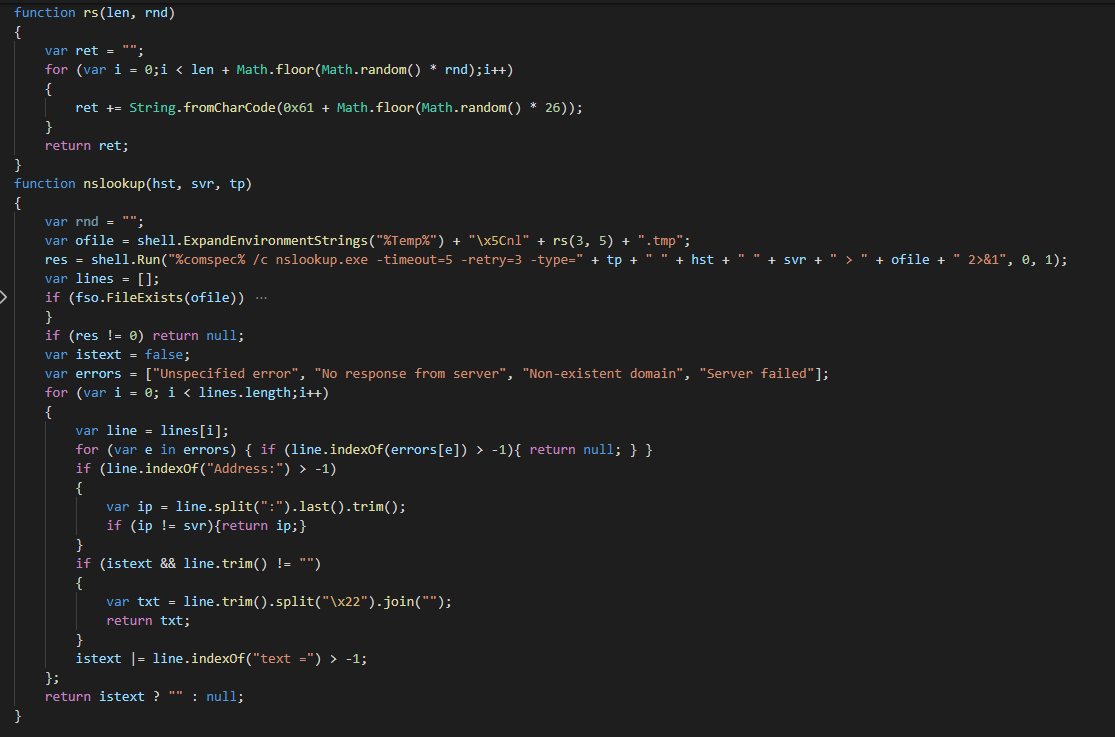 function rs(len, rnd)
{
    var ret = "";
    for (var i = 0;i < len + Math.floor(Math.random() * rnd);i++)
    {
        ret += String.fromCharCode(0x61 + Math.floor(Math.random() * 26));
    }
    return ret;
}
function nslookup(hst, svr, tp)
{
    var rnd = "";
    var ofile = shell.ExpandEnvironmentStrings("%Temp%") + "\x5Cnl" + rs(3, 5) + ".tmp";
    res = shell.Run("%comspec% /c nslookup.exe -timeout=5 -retry=3 -type=" + tp + " " + hst + " " + svr + " > " + ofile + " 2>&1", 0, 1);
    var lines = [];
    if (fso.FileExists(ofile)) ···
    }
    if (res != 0) return null;
    var istext = false;
    var errors = ["Unspecified error", "No response from server", "Non-existent domain", "Server failed"];
    for (var i = 0; i < lines.length;i++)
    {
        var line = lines[i];
        for (var e in errors) { if (line.indexOf(errors[e]) > -1){ return null; } }
        if (line.indexOf("Address:") > -1)
        {
            var ip = line.split(":").last().trim();
            if (ip != svr){return ip;}
        }
        if (istext && line.trim() != "")
        {
            var txt = line.trim().split("\x22").join("");
            return txt;
        }
        istext |= line.indexOf("text =") > -1;
    };
    return istext ? "" : null;
}